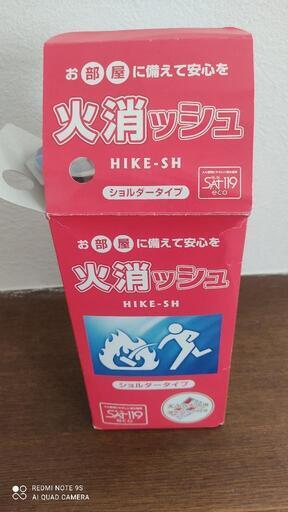 お部屋に備えて安心を
火消ッシュ
HIKE-SH
ショルダータイプ
SAT119
eco
お部屋に備えて安心を
火消ッシュ
HIKE-SH
ショルダータイプ
SAT119
eco
REDMI NOTE 9S
AI QUAD CAMERA